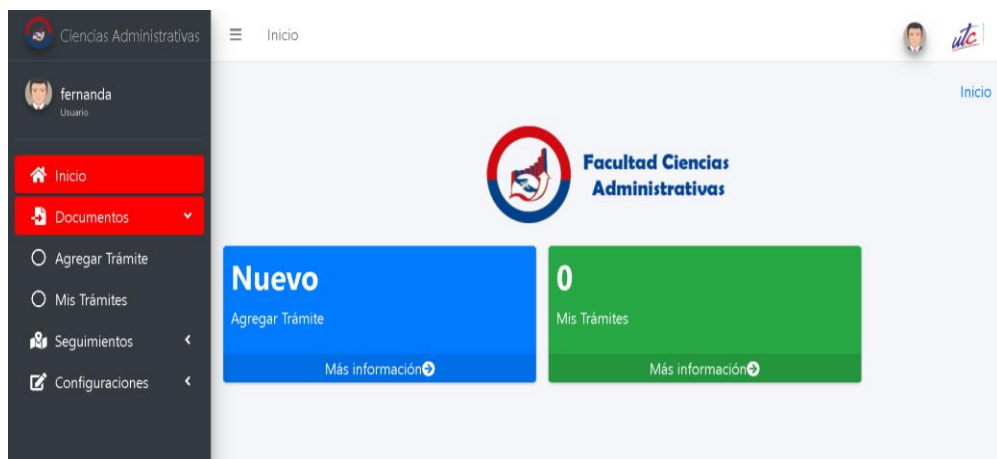 Ciencias Administrativas
Inicio
utc
fernanda
Usuario
Inicio
Inicio
Documentos
Agregar Trámite
Mis Trámites
Seguimientos
Configuraciones
Facultad Ciencias
Administrativas
Nuevo
Agregar Trámite
Más información
0
Mis Trámites
Más información